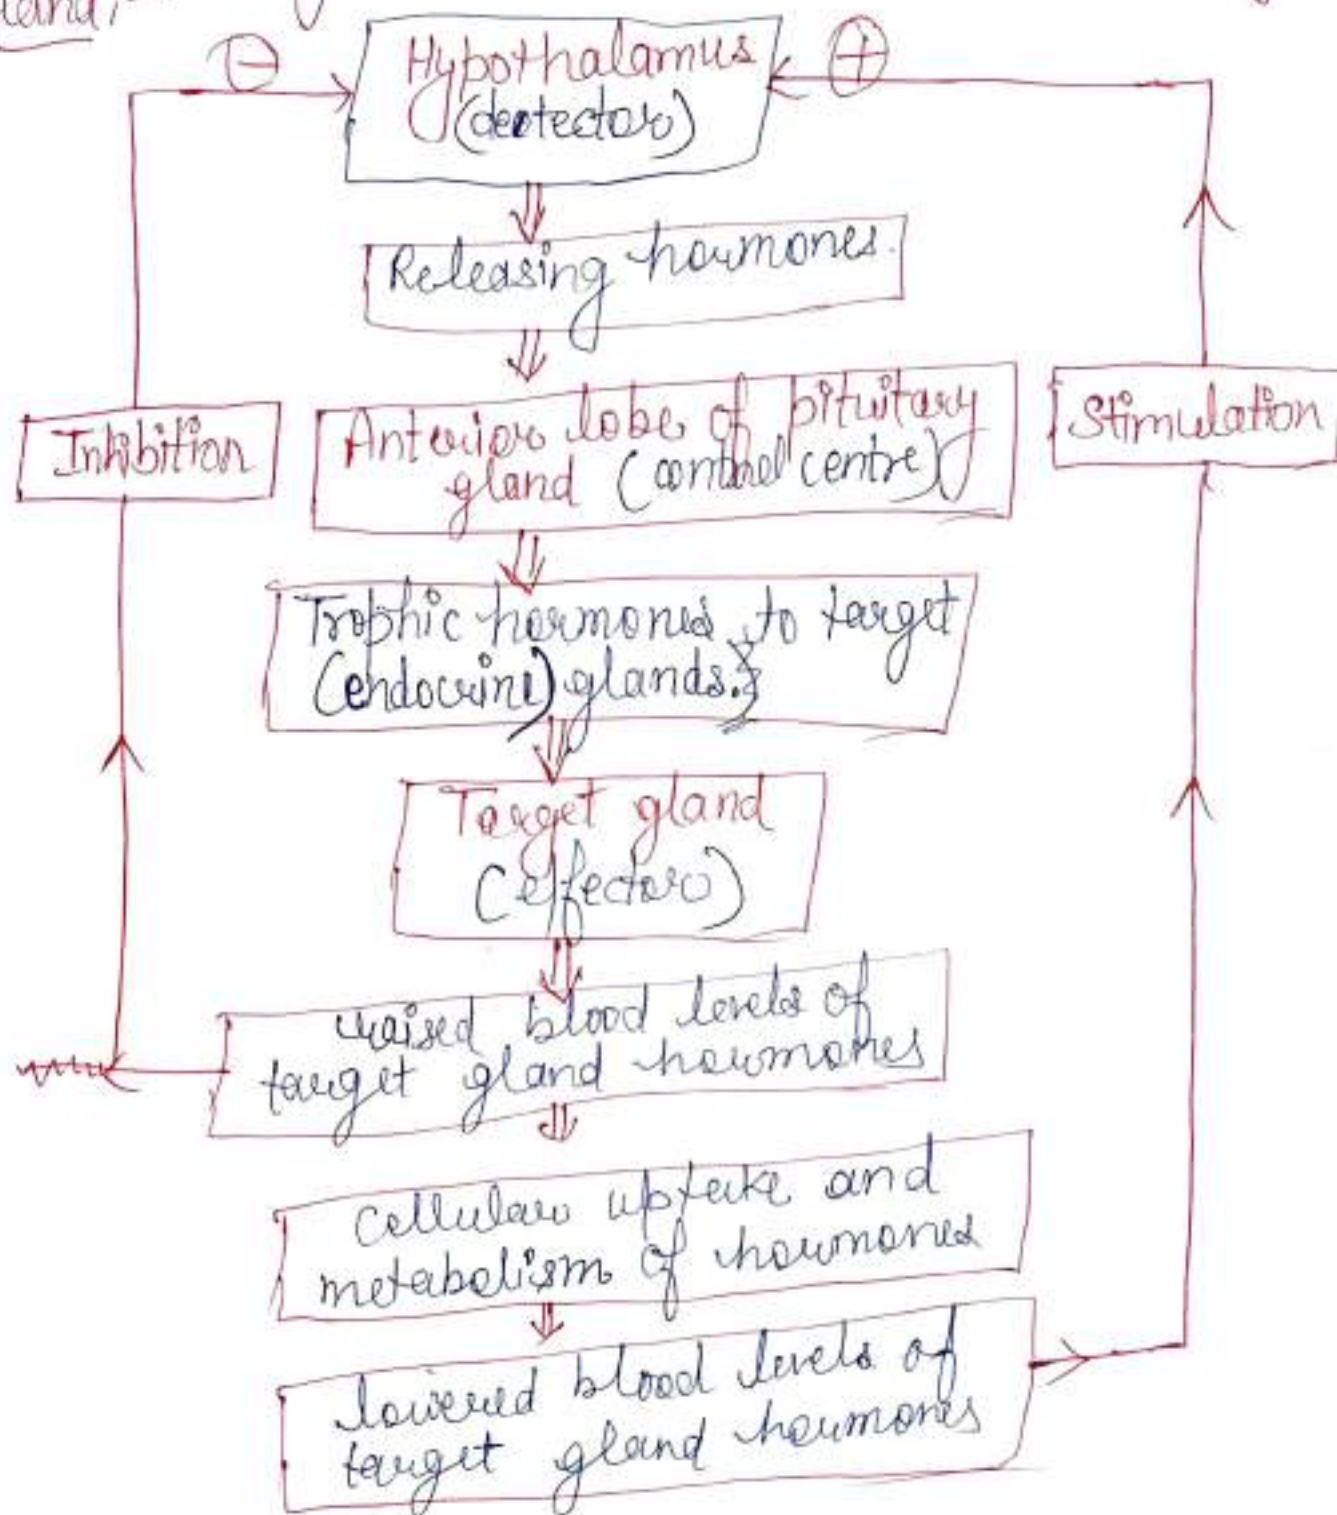 ⊖
⊕
Hypothalamus
(detector)
Releasing hormones.
Anterior lobe of pituitary
gland (control centre)
Inhibition
Stimulation
Trophic hormones to target
(endocrine) glands.}
Target gland
(effector)
raised blood levels of
target gland hormones
Cellular uptake and
metabolism of hormones
lowered blood levels of
target gland hormones